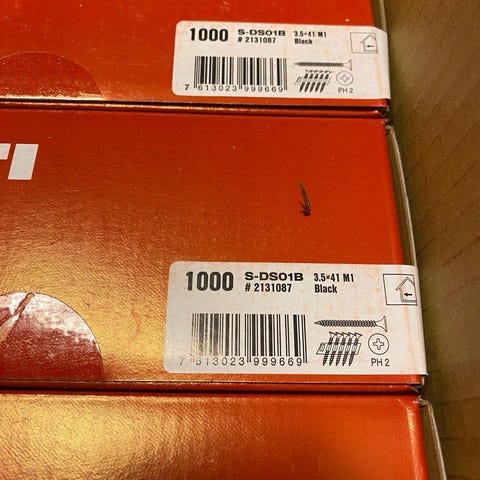 1000 S-DS01B 3.5×41 M1
# 2131087 Black
7 613023 999669
PH 2
TI
1000 S-DS01B 3.5×41 M1
# 2131087 Black
7 613023 999669
PH 2